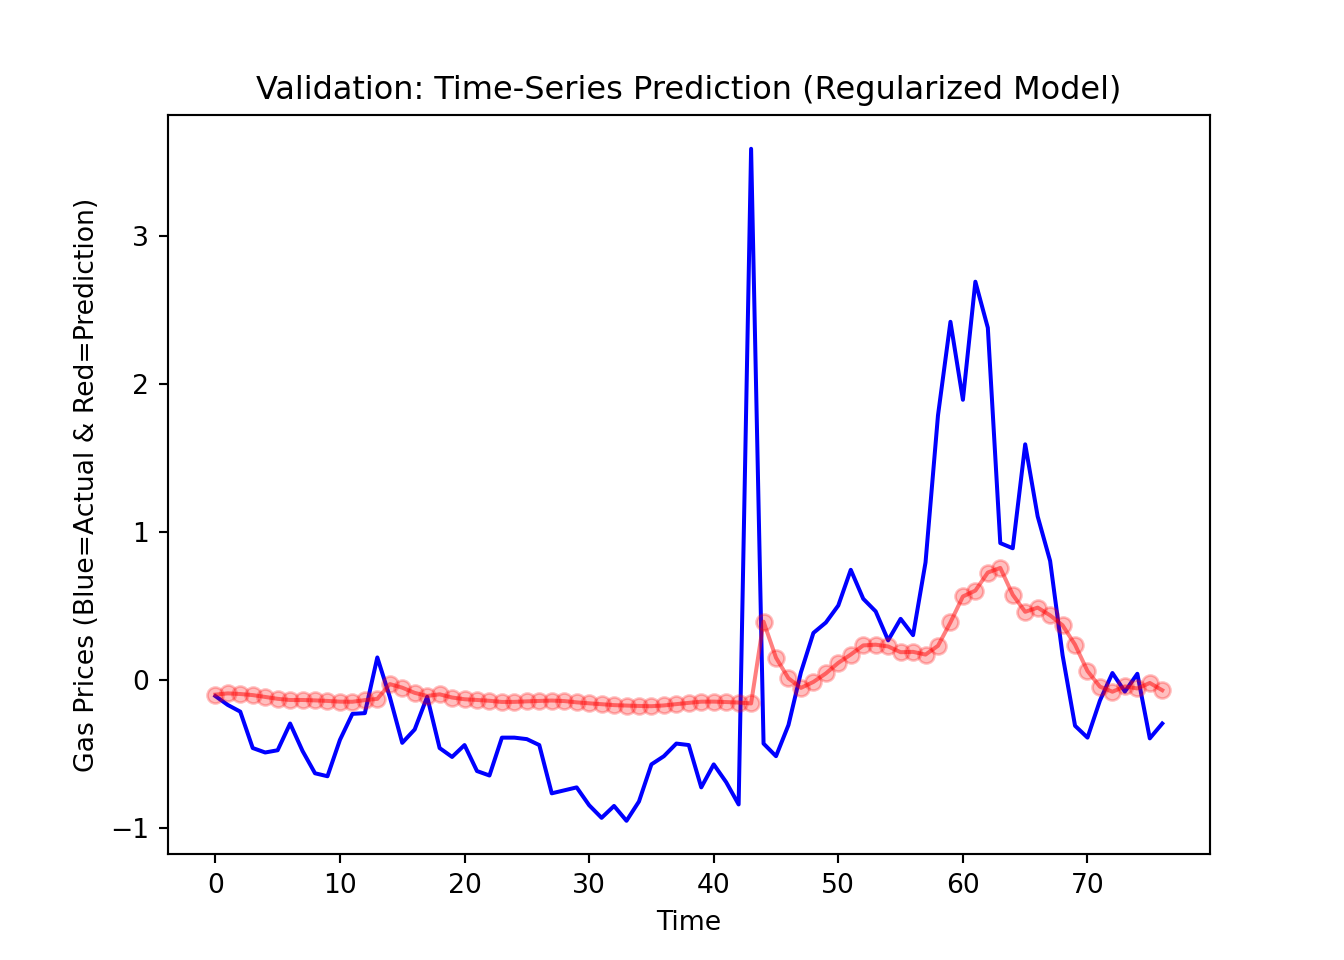 Validation: Time-Series Prediction (Regularized Model)
Gas Prices (Blue=Actual & Red=Prediction)
3
2
1
0
−1
0 10 20 30 40 50 60 70
Time